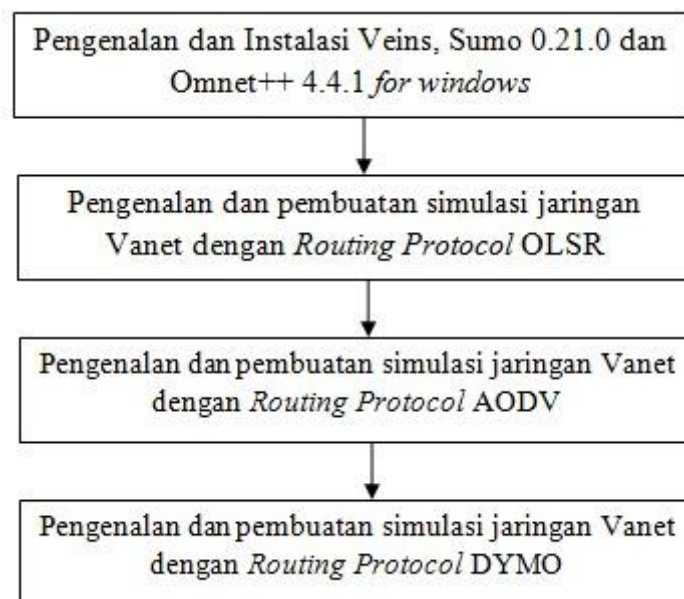 Pengenalan dan Instalasi Veins, Sumo 0.21.0 dan
Omnet++ 4.4.1 for windows
Pengenalan dan pembuatan simulasi jaringan
Vanet dengan Routing Protocol OLSR
Pengenalan dan pembuatan simulasi jaringan Vanet
dengan Routing Protocol AODV
Pengenalan dan pembuatan simulasi jaringan Vanet
dengan Routing Protocol DYMO